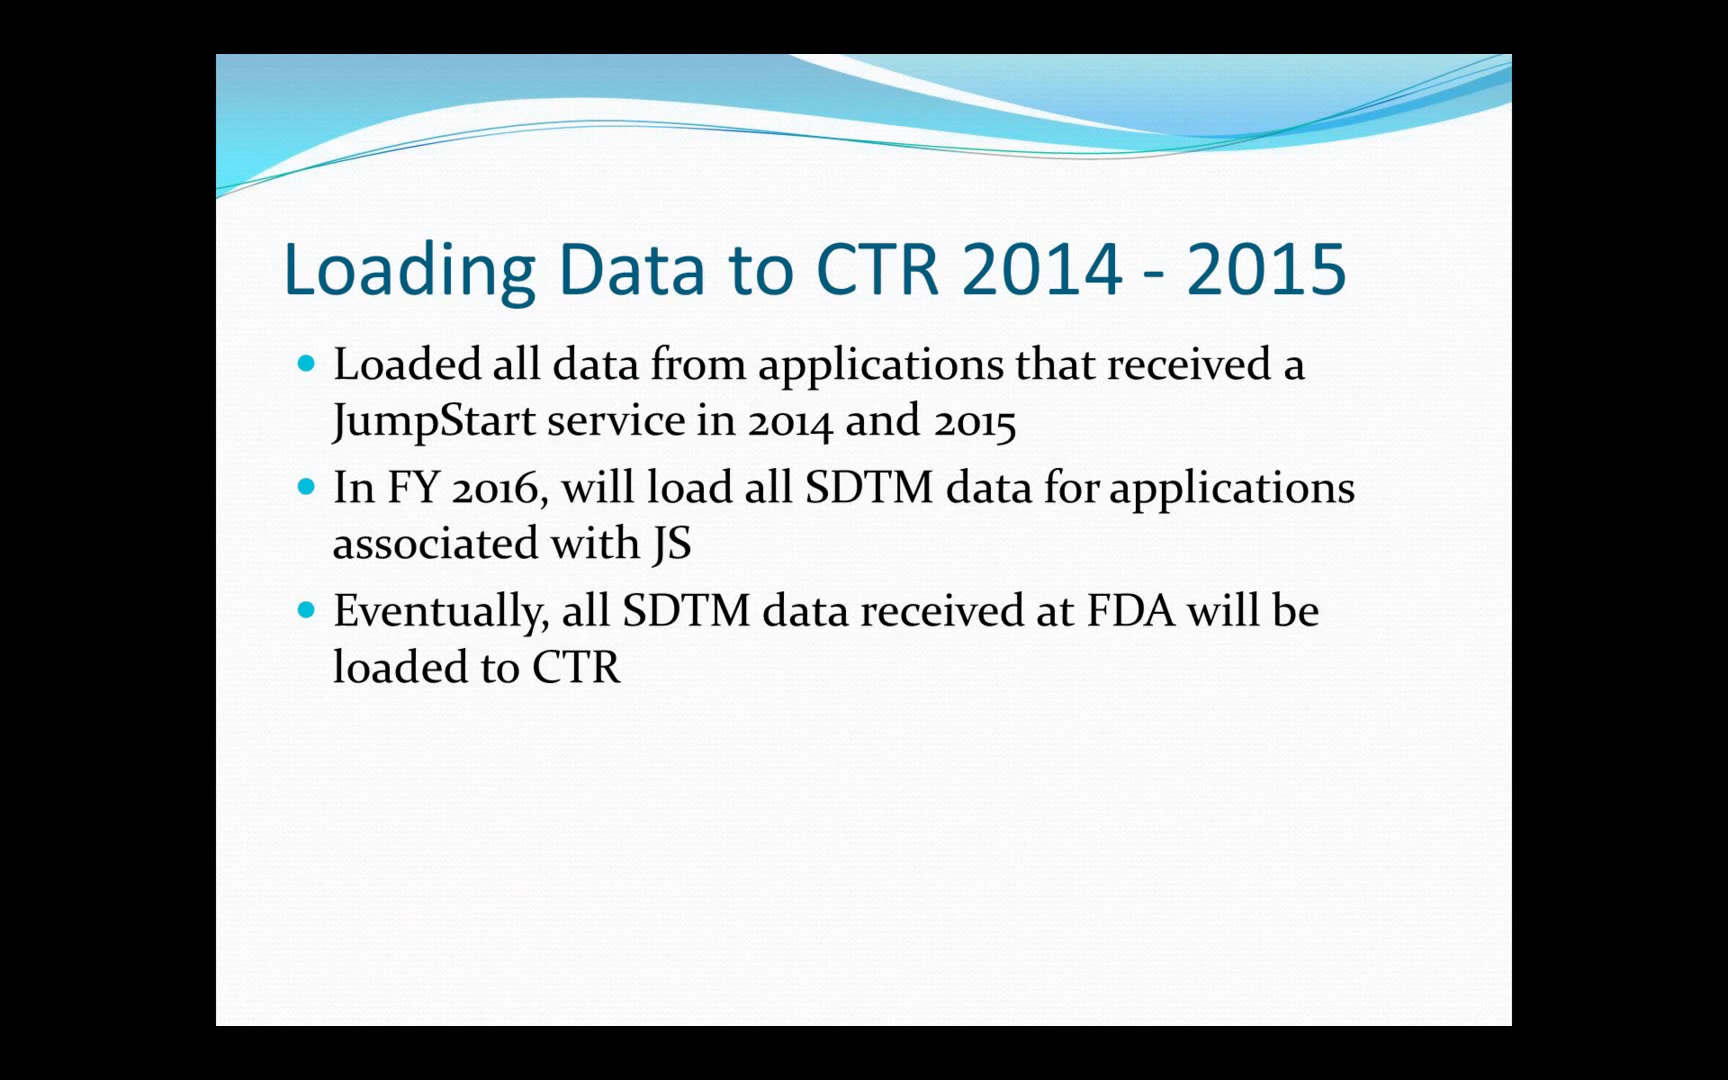 Loading Data to CTR 2014 - 2015
• Loaded all data from applications that received a
JumpStart service in 2014 and 2015
• In FY 2016, will load all SDTM data for applications
associated with JS
• Eventually, all SDTM data received at FDA will be
loaded to CTR